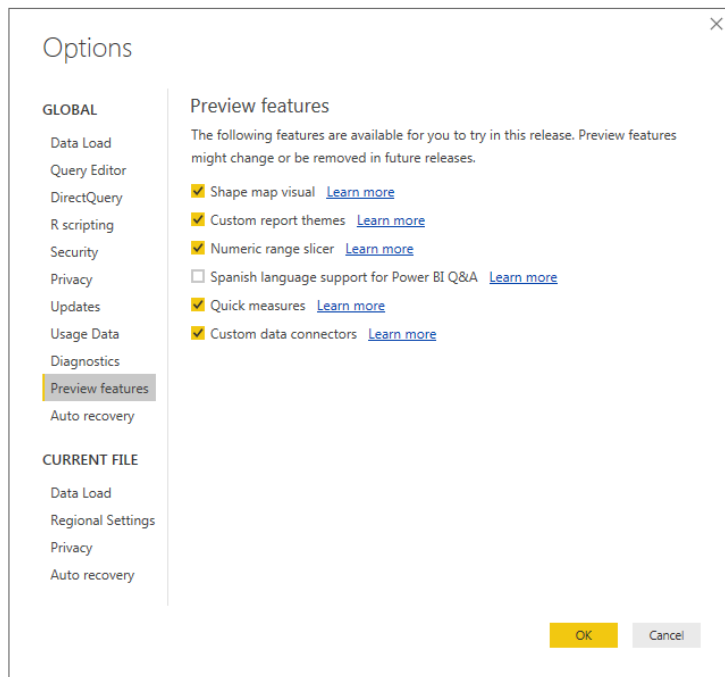 Options
GLOBAL
Data Load
Query Editor
DirectQuery
R scripting
Security
Privacy
Updates
Usage Data
Diagnostics
Preview features
Auto recovery
CURRENT FILE
Data Load
Regional Settings
Privacy
Auto recovery
Preview features
The following features are available for you to try in this release. Preview features
might change or be removed in future releases.
Shape map visual Learn more
Custom report themes Learn more
Numeric range slicer Learn more
Spanish language support for Power BI Q&A Learn more
Quick measures Learn more
Custom data connectors Learn more
OK Cancel